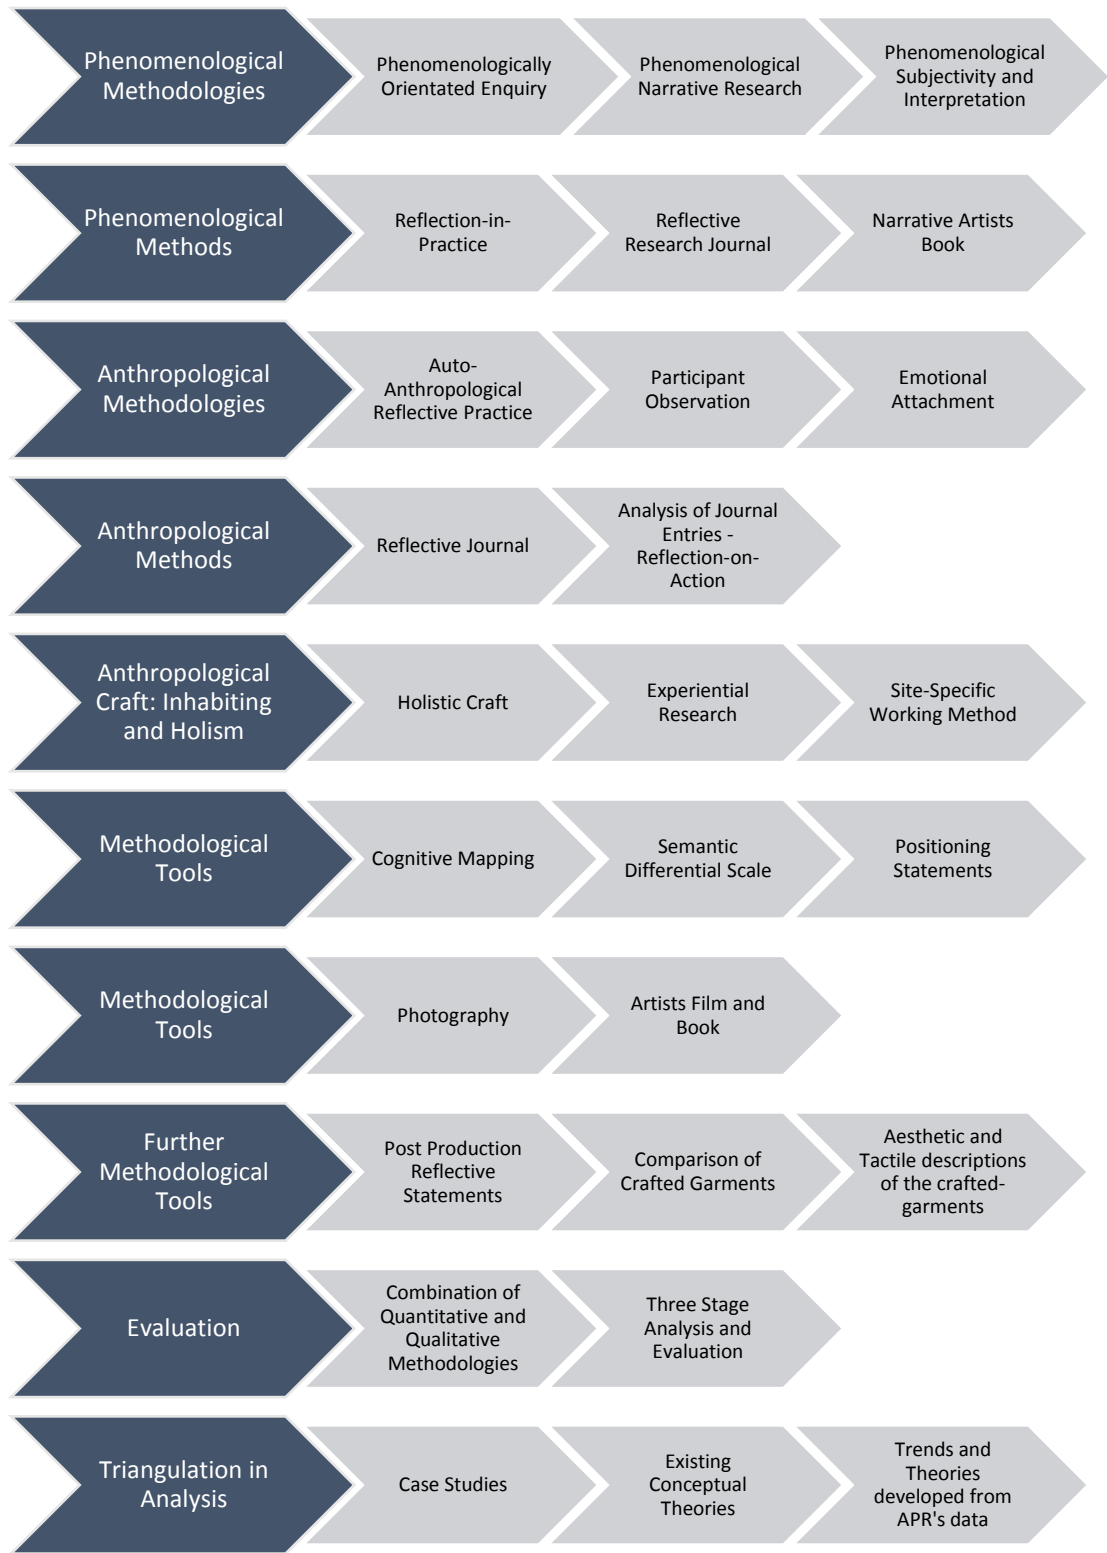 Phenomenological
Methodologies
Phenomenologically
Orientated Enquiry
Phenomenological
Narrative Research
Phenomenological
Subjectivity and
Interpretation
Phenomenological
Methods
Reflection-in-
Practice
Reflective
Research Journal
Narrative Artists
Book
Anthropological
Methodologies
Auto-
Anthropological
Reflective Practice
Participant
Observation
Emotional
Attachment
Anthropological
Methods
Reflective Journal
Analysis of Journal
Entries -
Reflection-on-
Action
Anthropological
Craft: Inhabiting
and Holism
Holistic Craft
Experiential
Research
Site-Specific
Working Method
Methodological
Tools
Cognitive Mapping
Semantic
Differential Scale
Positioning
Statements
Methodological
Tools
Photography
Artists Film and
Book
Further
Methodological
Tools
Post Production
Reflective
Statements
Comparison of
Crafted Garments
Aesthetic and
Tactile descriptions
of the crafted-
garments
Evaluation
Combination of
Quantitative and
Qualitative
Methodologies
Three Stage
Analysis and
Evaluation
Triangulation in
Analysis
Case Studies
Existing
Conceptual
Theories
Trends and
Theories
developed from
APR's data